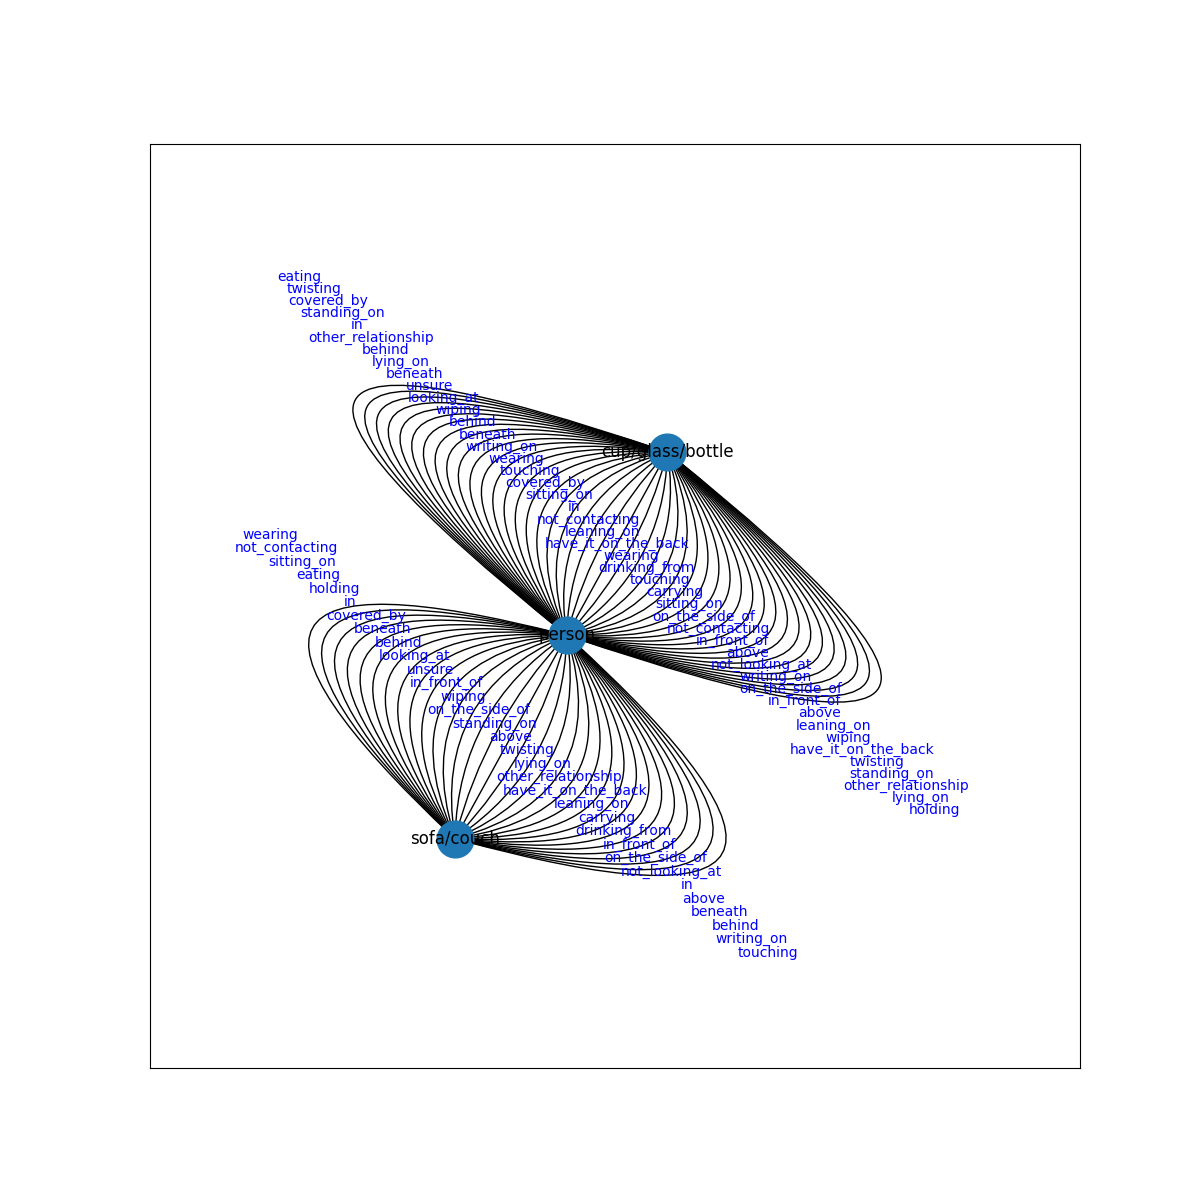 eating
twisting
covered_by
standing_on
in
other_relationship
behind
lying_on
beneath
unsure
looking_at
wiping
behind
beneath
writing_on
wearing
touching
covered_by
sitting_on
in
not_contacting
leaning_on
have_it_on_the_back
wearing
drinking_from
touching
carrying
sitting_on
on_the_side_of
not_contacting
in_front_of
above
not_looking_at
writing_on
on_the_side_of
in_front_of
above
leaning_on
wiping
have_it_on_the_back
twisting
standing_on
other_relationship
lying_on
holding
cup/glass/bottle
person
wearing
not_contacting
sitting_on
eating
holding
in
covered_by
beneath
behind
looking_at
unsure
in_front_of
wiping
on_the_side_of
standing_on
above
twisting
lying_on
other_relationship
have_it_on_the_back
leaning_on
carrying
drinking_from
in_front_of
on_the_side_of
not_looking_at
in
above
beneath
behind
writing_on
touching
sofa/couch